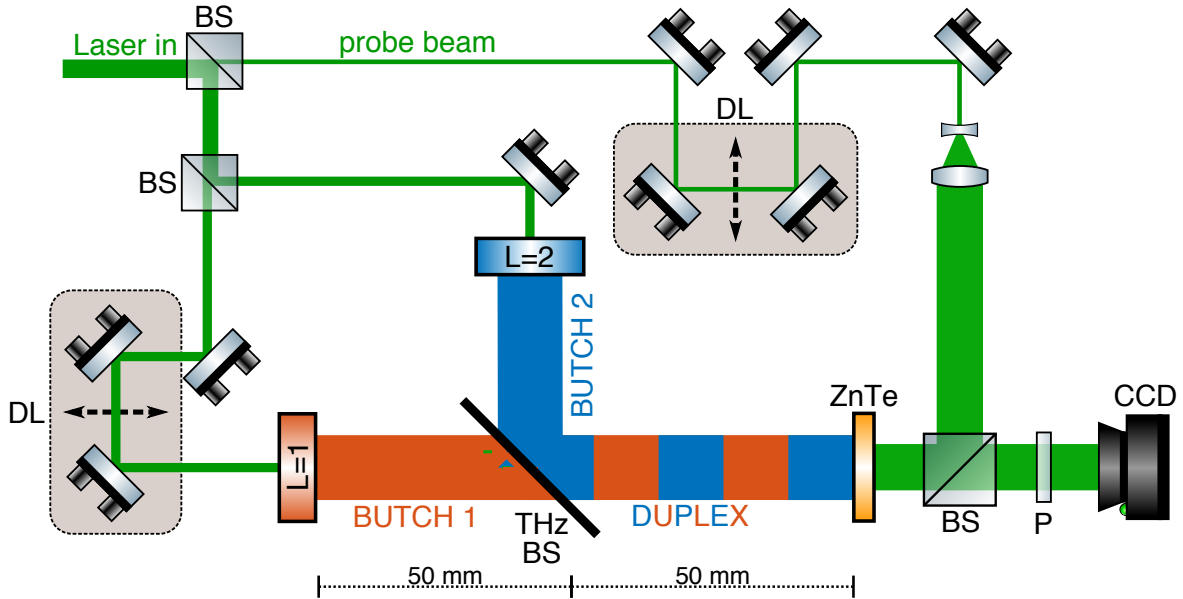 BS
Laser in
probe beam
DL
BS
L=2
BUTCH 2
DL
L=1
BUTCH 1
THz
BS
DUPLEX
ZnTe
CCD
BS
P
50 mm
50 mm